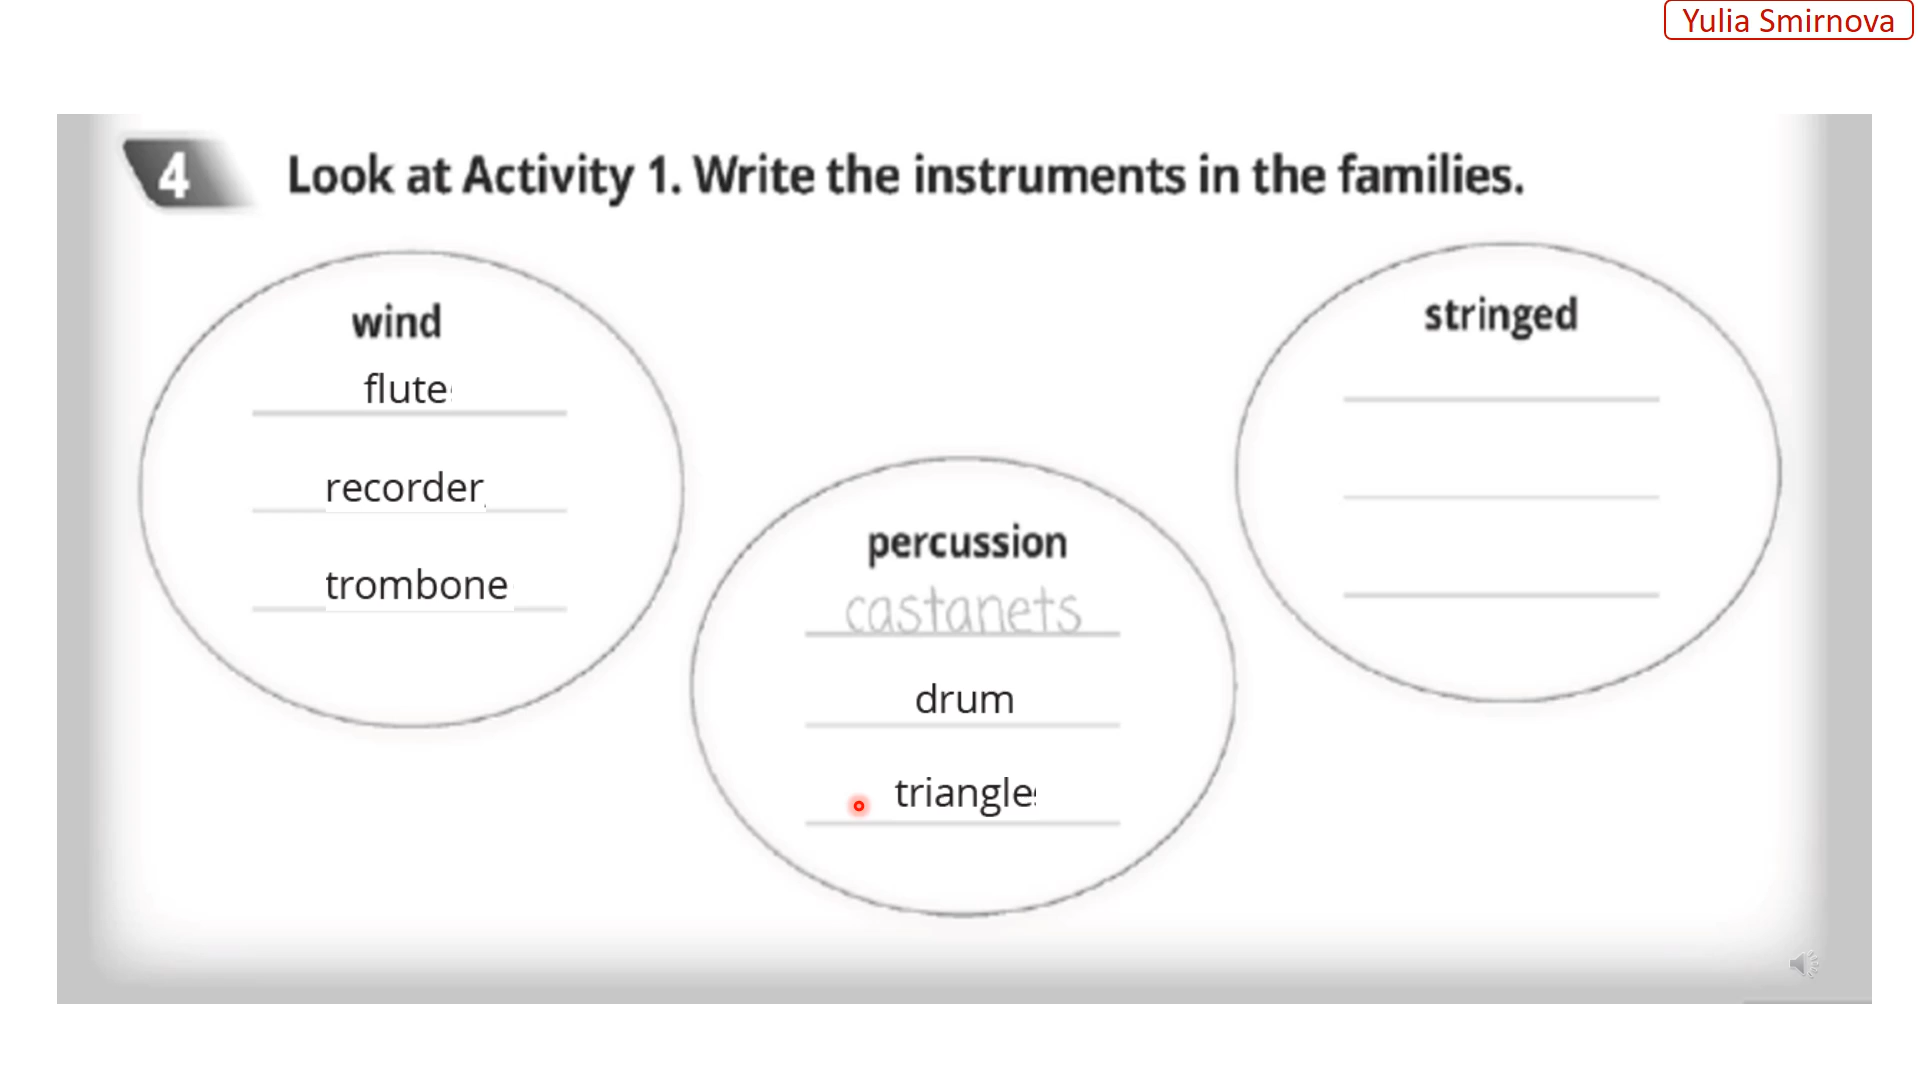 Yulia Smirnova
4 Look at Activity 1. Write the instruments in the families.
wind
flute
recorder
trombone
percussion
castanets
drum
triangle
stringed